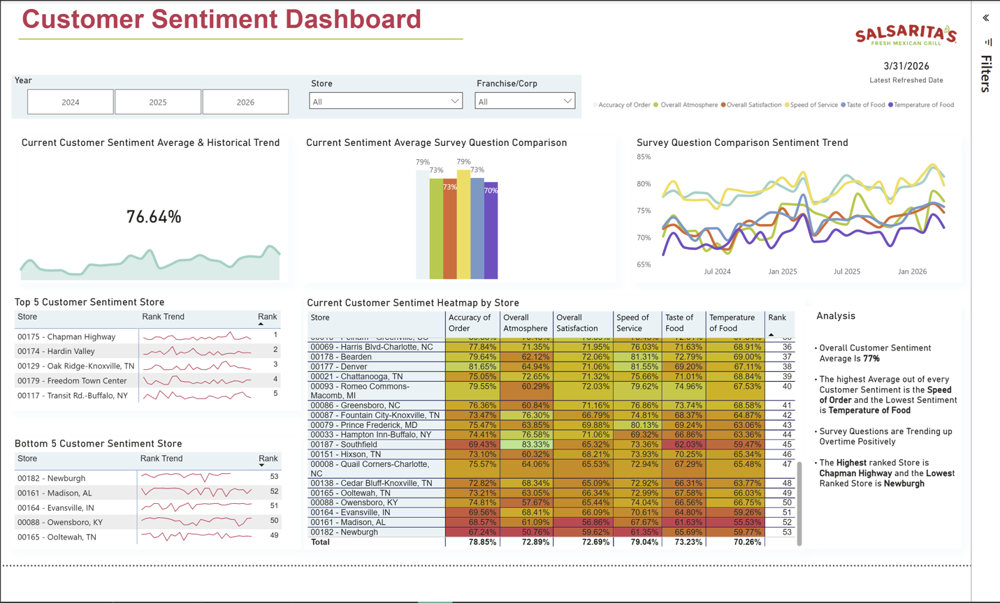 Customer Sentiment Dashboard
SALSARITA'S
FRESH MEXICAN GRILL
3/31/2026
Latest Refreshed Date
Filters
Year
2024
2025
2026
Store
All
Franchise/Corp
All
Accuracy of Order
Overall Atmosphere
Overall Satisfaction
Speed of Service
Taste of Food
Temperature of Food
Current Customer Sentiment Average & Historical Trend
76.64%
Current Sentiment Average Survey Question Comparison
79%
73%
73%
79%
73%
70%
Survey Question Comparison Sentiment Trend
85%
80%
75%
70%
65%
Jul 2024
Jan 2025
Jul 2025
Jan 2026
Top 5 Customer Sentiment Store
Store Rank Trend Rank
00175 - Chapman Highway 1
00174 - Hardin Valley 2
00129 - Oak Ridge-Knoxville, TN 3
00179 - Freedom Town Center 4
00117 - Transit Rd.-Buffalo, NY 5
Bottom 5 Customer Sentiment Store
Store Rank Trend Rank
00182 - Newburgh 53
00161 - Madison, AL 52
00164 - Evansville, IN 51
00088 - Owensboro, KY 50
00165 - Ooltewah, TN 49
Current Customer Sentimet Heatmap by Store
Store Accuracy of Overall Overall Speed of Taste of Temperature Rank
Order Atmosphere Satisfaction Service Food of Food
00069 - Harris Blvd-Charlotte, NC 77.84% 71.35% 71.95% 76.03% 71.63% 68.91% 36
00178 - Bearden 79.64% 62.12% 72.06% 81.31% 72.79% 69.00% 37
00177 - Denver 81.65% 64.94% 71.06% 81.55% 69.20% 67.11% 38
00021 - Chattanooga, TN 75.05% 72.65% 71.32% 75.66% 71.01% 68.84% 39
00093 - Romeo Commons- 79.55% 60.29% 72.03% 79.62% 74.96% 67.53% 40
Macomb, MI
00086 - Greensboro, NC 76.36% 60.84% 71.16% 76.86% 73.74% 68.58% 41
00087 - Fountain City-Knoxville, TN 73.47% 76.30% 66.79% 74.81% 68.37% 64.87% 42
00079 - Prince Frederick, MD 75.47% 63.85% 69.88% 80.13% 69.24% 63.06% 43
00033 - Hampton Inn-Buffalo, NY 74.41% 76.58% 71.06% 69.32% 66.86% 63.36% 44
00187 - Southfield 69.43% 83.33% 65.32% 73.36% 62.03% 59.47% 45
00151 - Hixson, TN 73.10% 60.32% 68.21% 73.93% 70.25% 65.34% 46
00008 - Quail Corners-Charlotte, 75.57% 64.06% 65.53% 72.94% 67.29% 65.48% 47
NC
00138 - Cedar Bluff-Knoxville, TN 72.82% 68.34% 65.09% 72.92% 66.31% 63.77% 48
00165 - Ooltewah, TN 73.21% 63.05% 66.34% 72.99% 67.58% 66.03% 49
00088 - Owensboro, KY 74.81% 57.67% 65.44% 74.04% 66.56% 66.75% 50
00164 - Evansville, IN 69.56% 68.41% 66.09% 70.61% 64.80% 59.26% 51
00161 - Madison, AL 68.57% 61.09% 56.86% 67.67% 61.63% 55.53% 52
00182 - Newburgh 67.24% 50.76% 59.62% 61.35% 65.69% 59.77% 53
Total 78.85% 72.89% 72.69% 79.04% 73.23% 70.26%
Analysis
• Overall Customer Sentiment
Average Is 77%
• The highest Average out of every
Customer Sentiment is the Speed
of Order and the Lowest Sentiment
is Temperature of Food
• Survey Questions are Trending up
Overtime Positively
• The Highest ranked Store is
Chapman Highway and the Lowest
Ranked Store is Newburgh